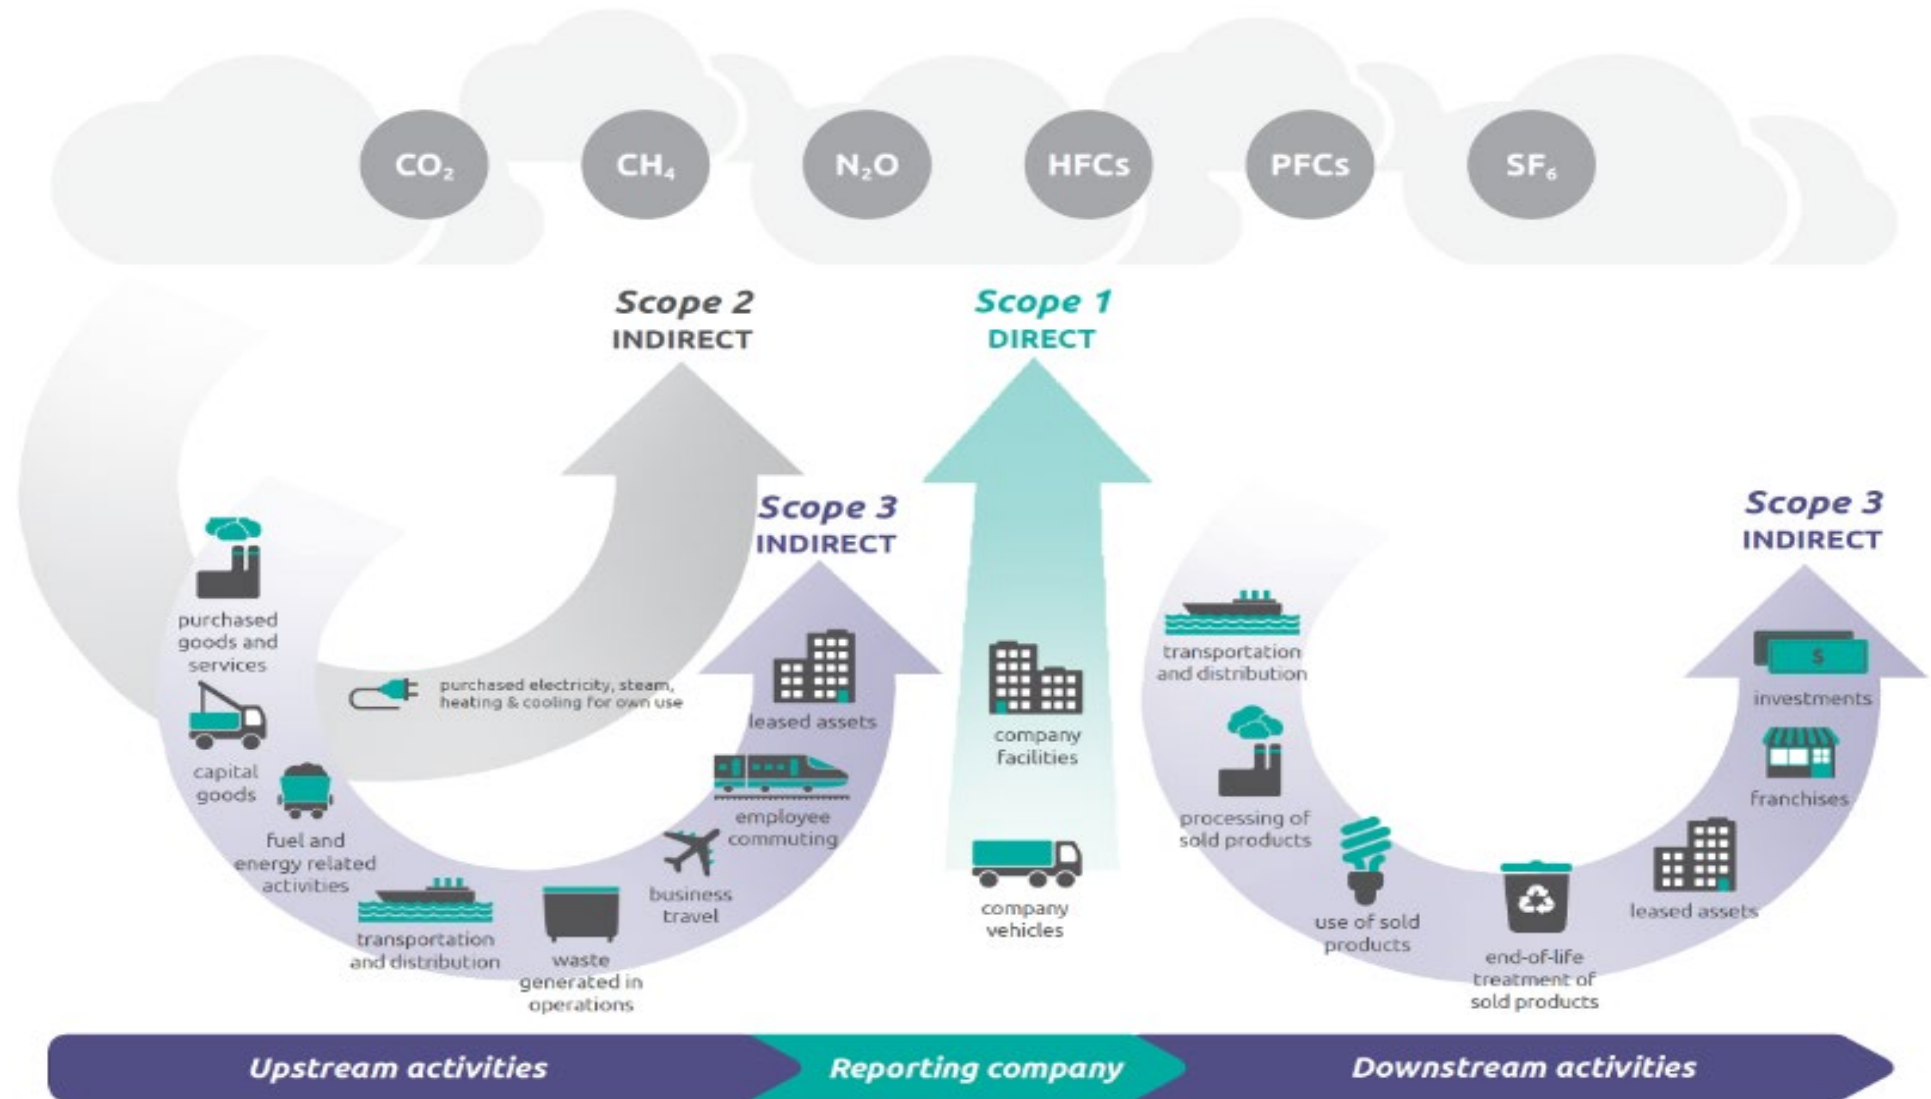 CO₂
CH₄
N₂O
HFCs
PFCs
SF₆
Scope 2
INDIRECT
Scope 1
DIRECT
Scope 3
INDIRECT
Scope 3
INDIRECT
purchased
goods and
services
capital
goods
fuel and
energy related
activities
transportation
and distribution
waste
generated in
operations
business
travel
employee
commuting
leased assets
purchased electricity, steam,
heating & cooling for own use
company
facilities
company
vehicles
transportation
and distribution
processing of
sold products
use of sold
products
end-of-life
treatment of
sold products
leased assets
franchises
$
investments
Upstream activities
Reporting company
Downstream activities